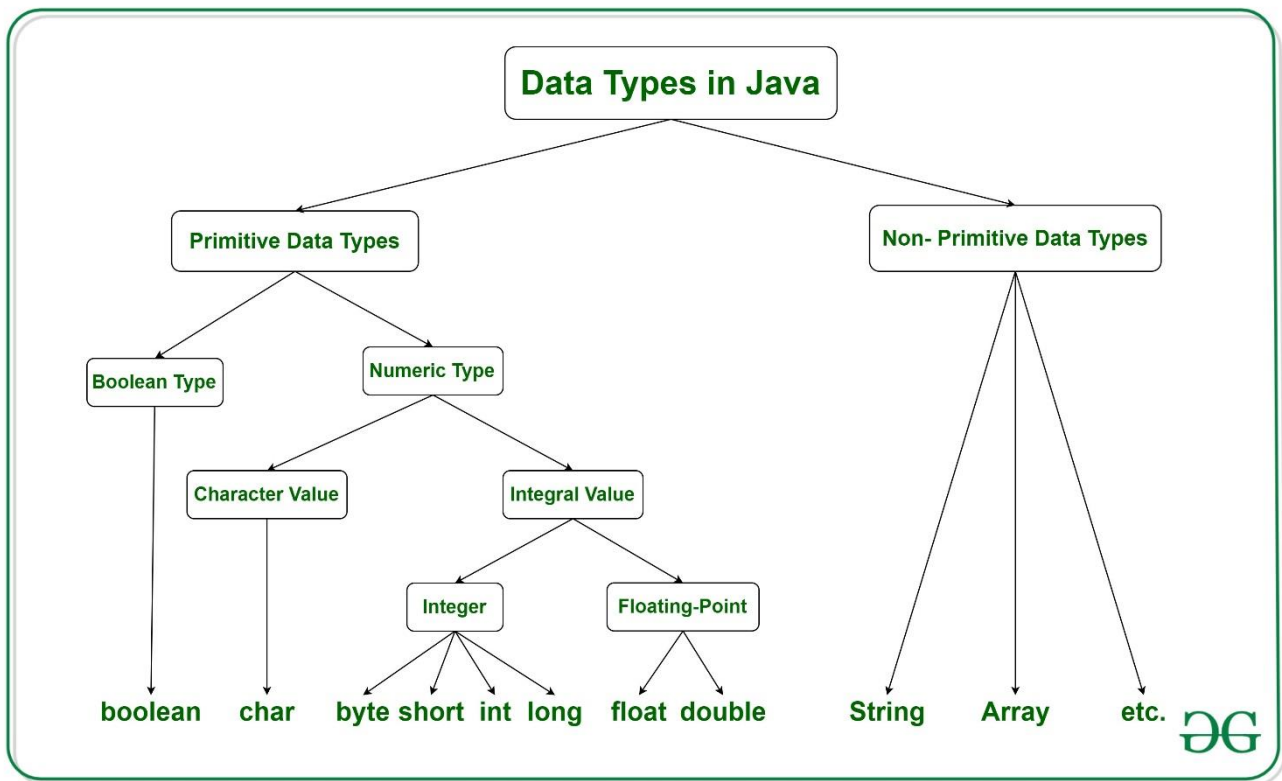 Data Types in Java
Primitive Data Types
Non- Primitive Data Types
Boolean Type
Numeric Type
Character Value
Integral Value
Integer
Floating-Point
boolean
char
byte
short
int
long
float
double
String
Array
etc.